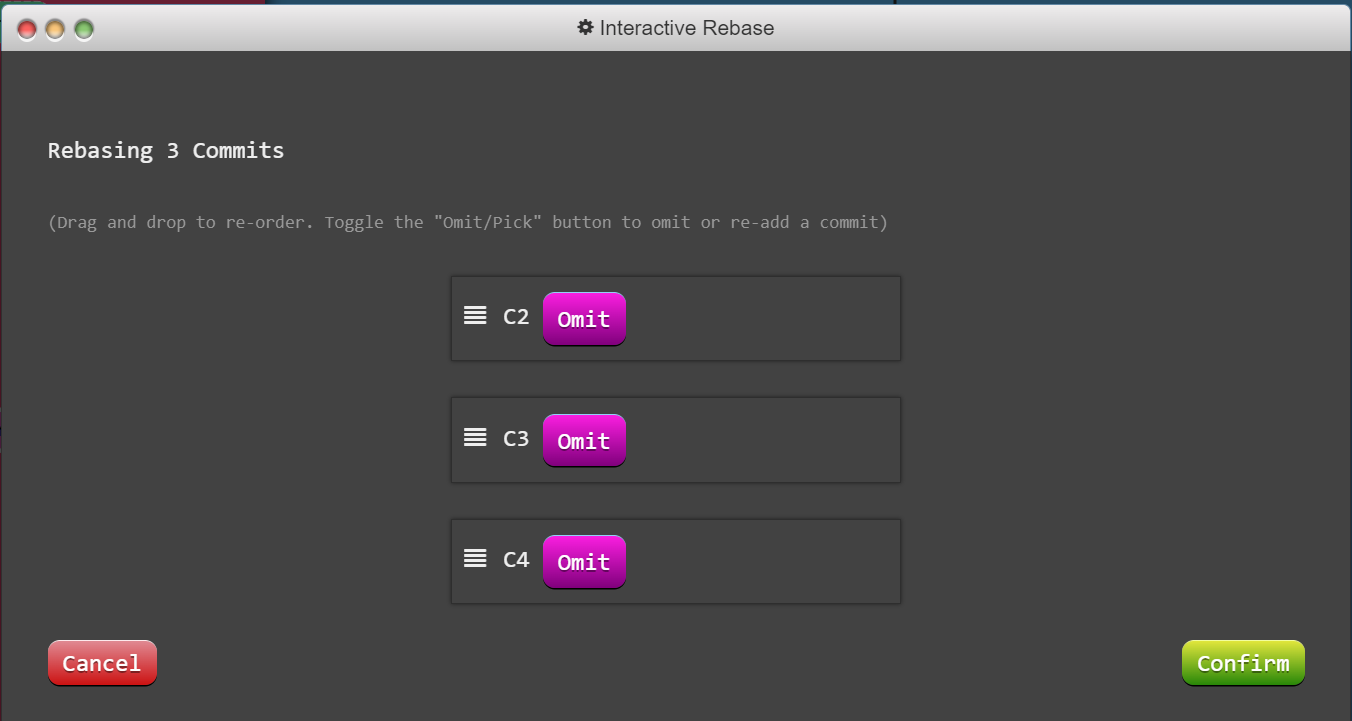 Interactive Rebase
Rebasing 3 Commits
(Drag and drop to re-order. Toggle the "Omit/Pick" button to omit or re-add a commit)
C2 Omit
C3 Omit
C4 Omit
Cancel Confirm